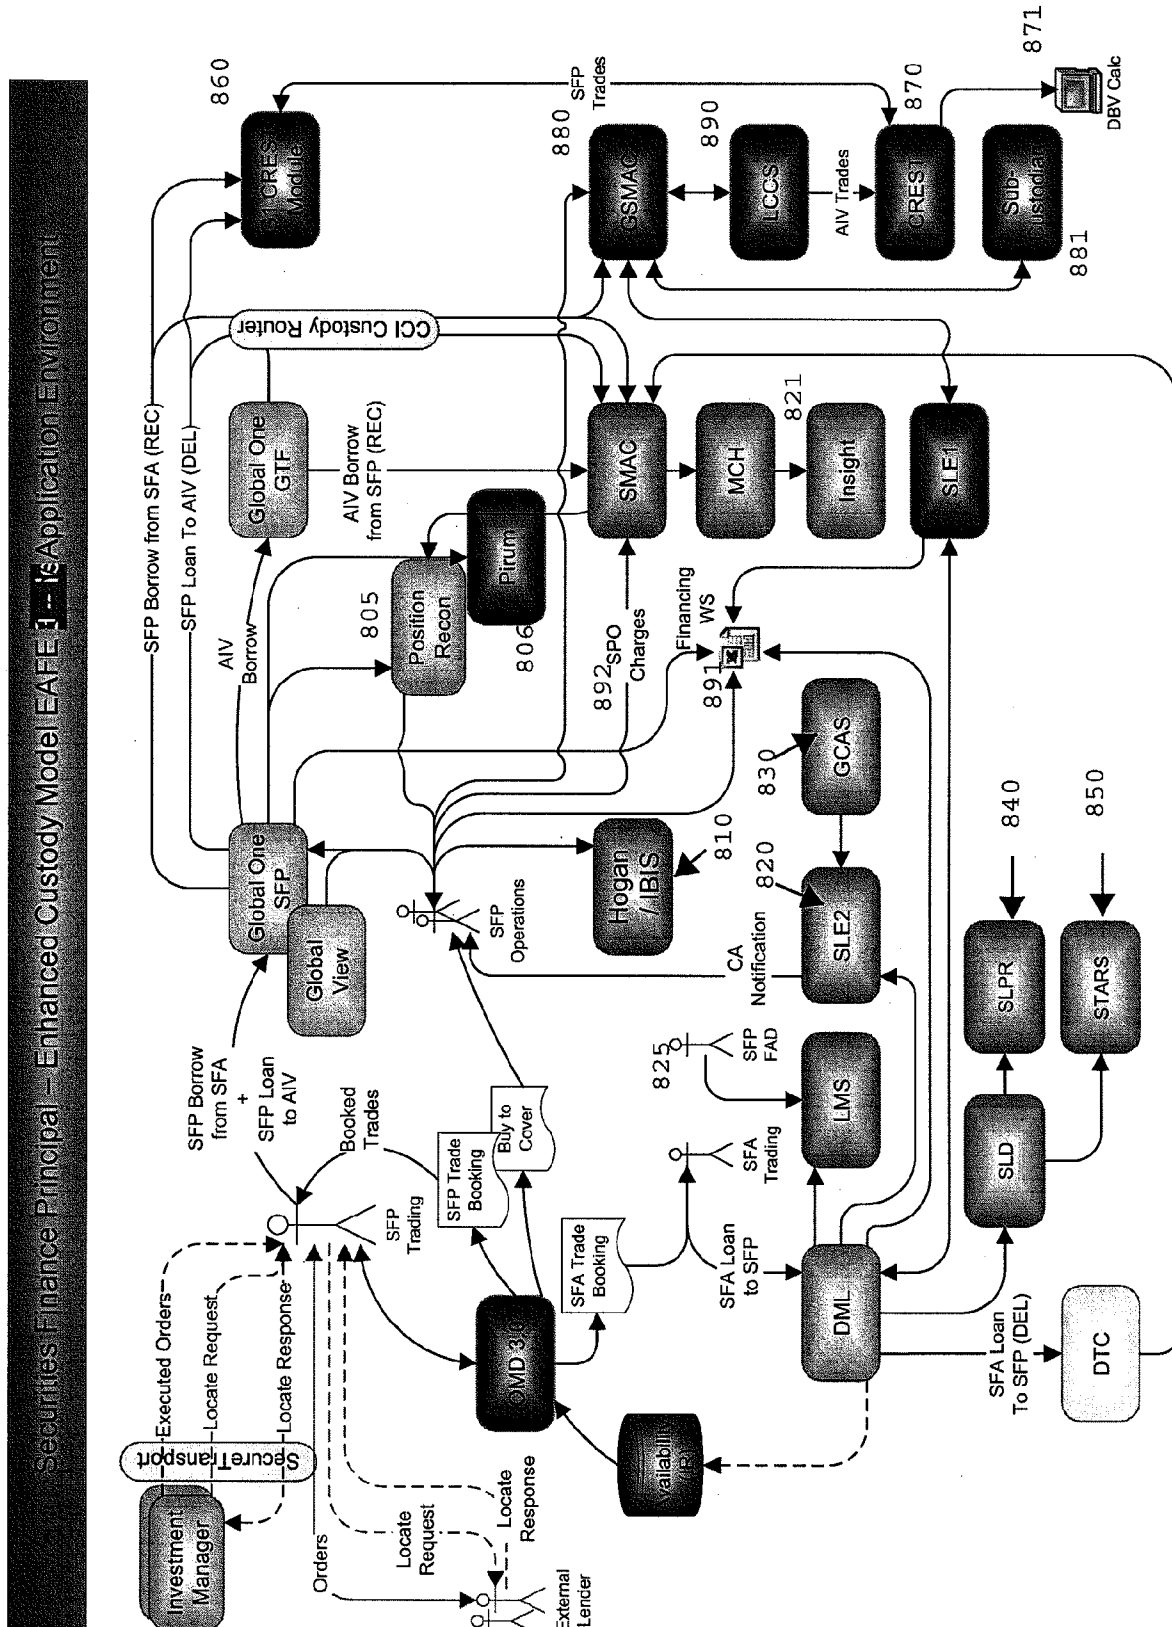 Securities Finance Principal – Enhanced Custody Model EAFE
Application Environment
Investment
Manager
SecureTransport
Executed Orders
Locate Request
Locate Response
Orders
Locate
Request
Locate
Response
External
Lender
SFP
Trading
Booked
Trades
SFP Borrow
from SFA
+
SFP Loan
to AIV
OMD 3.0
SFP Trade
Booking
Buy to
Cover
SFA Trade
Booking
SFA Loan
to SFP
SFA
Trading
825
SFP
FAD
DML
LMS
SFA Loan
To SFP (DEL)
DTC
SLD
SLPR
840
STARS
850
CA
Notification
820
SLE2
830
GCAS
Hogan
/ IBIS
810
SFP
Operations
Global One
SFP
Global
View
AIV
Borrow
Global One
GTF
SFP Borrow from SFA (REC)
SFP Loan To AIV (DEL)
CCI Custody Router
AIV Borrow
from SFP (REC)
805
Position
Recon
806
Pirum
892
SPO
Charges
891
Financing
WS
SMAC
MCH
821
Insight
SLE1
860
Module
SFP
Trades
880
GSMAC
890
LCCS
AIV Trades
870
CREST
871
DBV Calc
Sub-
Custodian
881